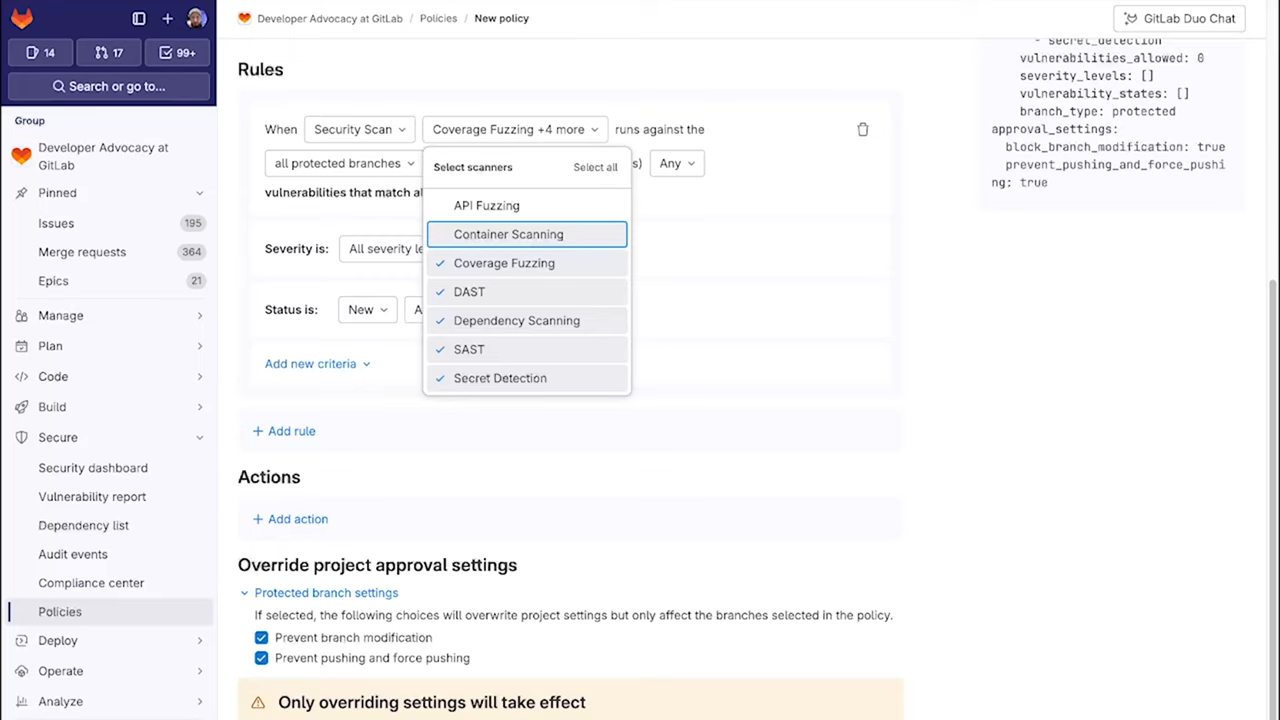 14
17
99+
Search or go to...
Group
Developer Advocacy at
GitLab
Pinned
Issues 195
Merge requests 364
Epics 21
Manage
Plan
Code
Build
Secure
Security dashboard
Vulnerability report
Dependency list
Audit events
Compliance center
Policies
Deploy
Operate
Analyze
Developer Advocacy at GitLab / Policies / New policy
GitLab Duo Chat
Rules
When Security Scan Coverage Fuzzing +4 more runs against the
all protected branches s) Any
vulnerabilities that match al
Select scanners Select all
API Fuzzing
Container Scanning
Coverage Fuzzing
DAST
Dependency Scanning
SAST
Secret Detection
Severity is: All severity le
Status is: New A
Add new criteria
+ Add rule
Actions
+ Add action
Override project approval settings
Protected branch settings
If selected, the following choices will overwrite project settings but only affect the branches selected in the policy.
Prevent branch modification
Prevent pushing and force pushing
Only overriding settings will take effect
- secret_detection
vulnerabilities_allowed: 0
severity_levels: []
vulnerability_states: []
branch_type: protected
approval_settings:
block_branch_modification: true
prevent_pushing_and_force_pushi
ng: true